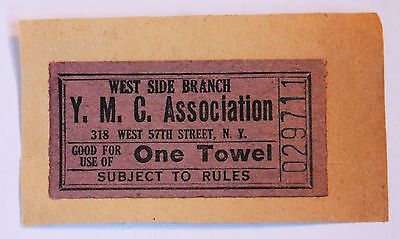 WEST SIDE BRANCH
Y. M. C. Association
318 WEST 57TH STREET, N. Y.
GOOD FOR
USE OF One Towel
SUBJECT TO RULES
029711